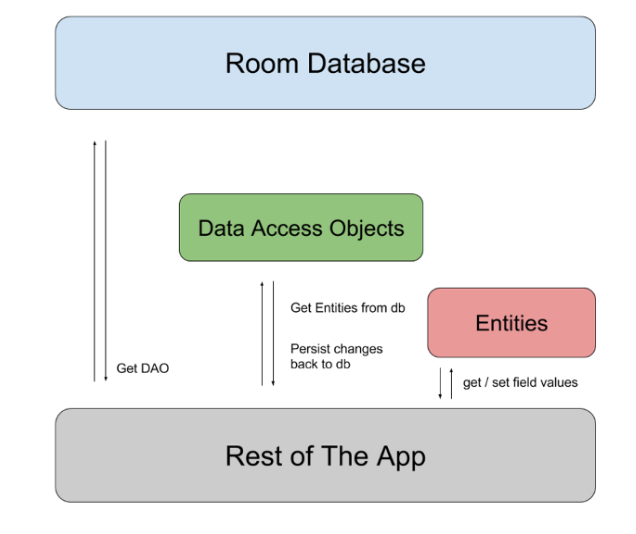 Room Database
Data Access Objects
Get Entities from db
Persist changes
back to db
Entities
Get DAO
get / set field values
Rest of The App